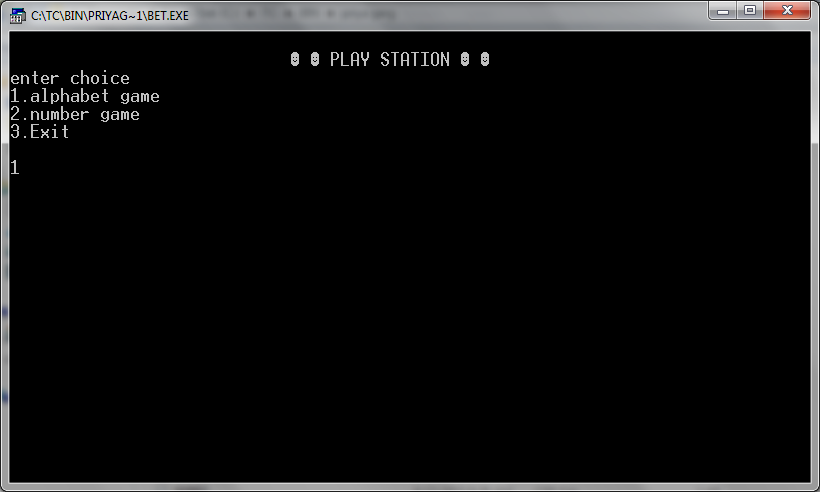 C:\TC\BIN\PRIYAG~1\BET.EXE
☻ ☻ PLAY STATION ☻ ☻
enter choice
1.alphabet game
2.number game
3.Exit
1